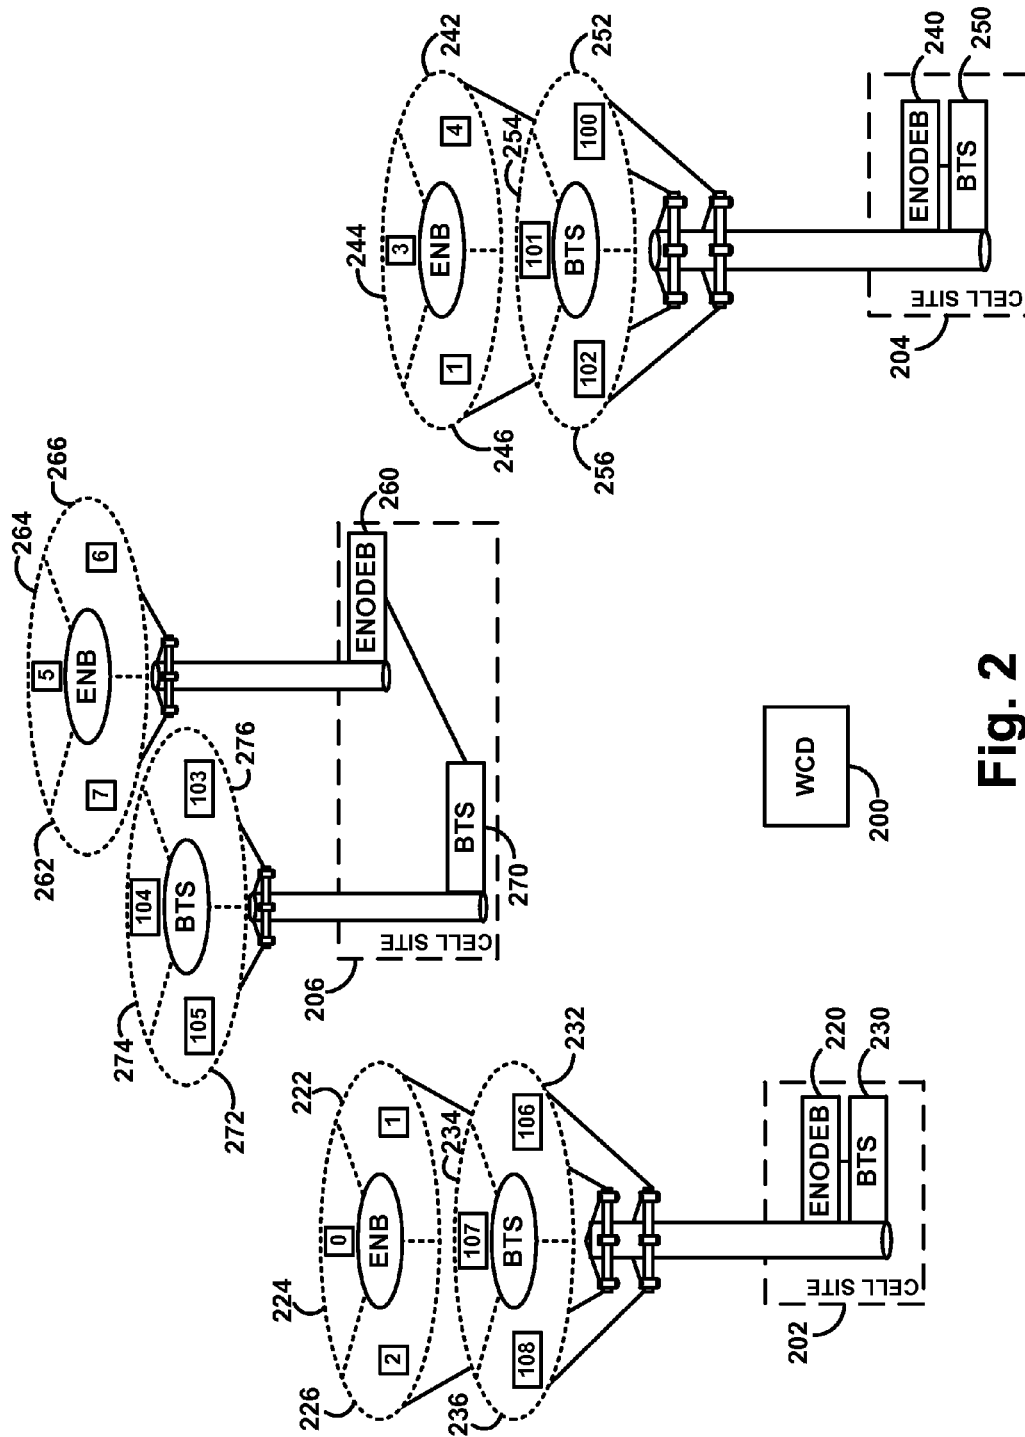 264
266
5
ENB
7
6
262
260
ENODEB
274
104
BTS
105
103
276
272
BTS
270
CELL SITE
206
244
242
3
ENB
1
4
246
254
252
101
BTS
102
100
256
240
ENODEB
250
BTS
CELL SITE
204
224
222
0
ENB
2
1
226
234
232
107
BTS
108
106
236
220
ENODEB
230
BTS
CELL SITE
202
WCD
200
Fig. 2